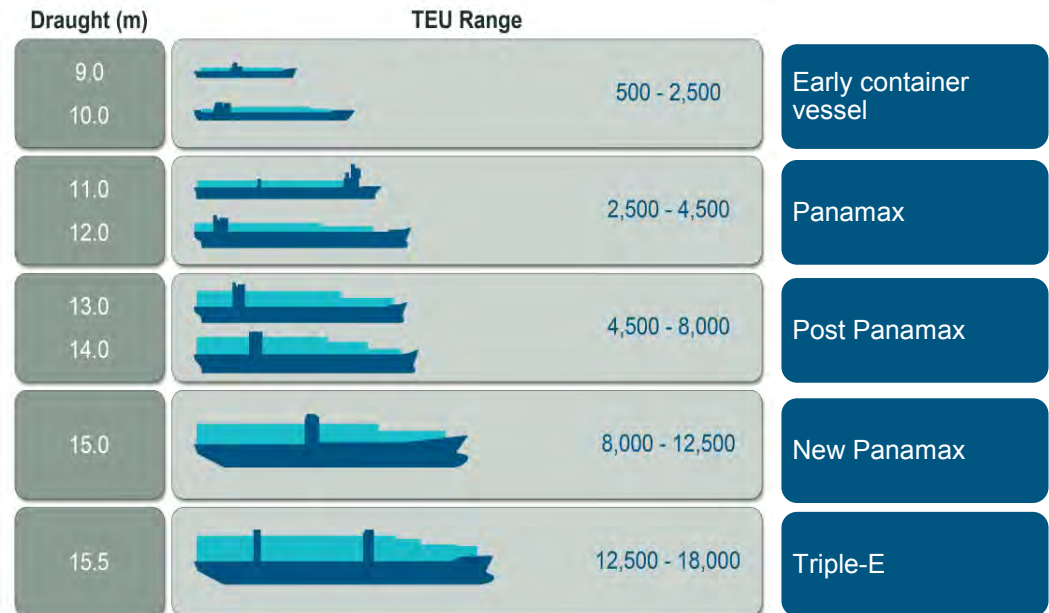 Draught (m) TEU Range
9.0
10.0
500 - 2,500
Early container
vessel
11.0
12.0
2,500 - 4,500
Panamax
13.0
14.0
4,500 - 8,000
Post Panamax
15.0
8,000 - 12,500
New Panamax
15.5
12,500 - 18,000
Triple-E